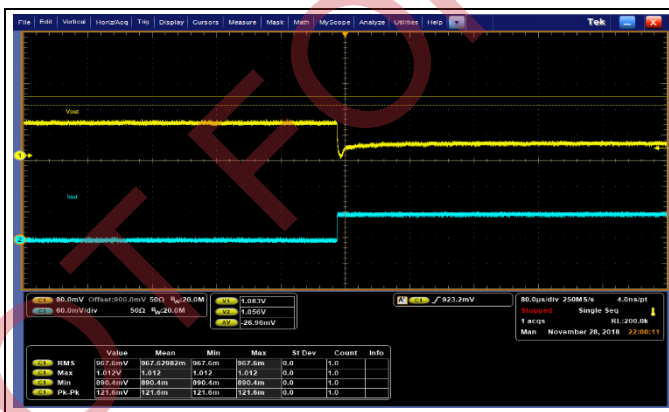 File Edit Vertical Horiz/Acq Trig Display Cursors Measure Mask Math MyScope Analyze Utilities Help Tek
Vout
1
Iout
2
C1 80.0mV Offset:900.0mV 50Ω BW:20.0M
C2 60.0mV/div 50Ω BW:20.0M
V1 1.083V
V2 1.056V
ΔV -26.96mV
A' C1 923.2mV
80.0µs/div 250MS/s 4.0ns/pt
Stopped Single Seq
1 acqs RL:200.0k
Man November 28, 2018 22:00:11
Value Mean Min Max St Dev Count Info
C1 RMS 967.6mV 967.62982m 967.6m 967.6m 0.0 1.0
C1 Max 1.012V 1.012 1.012 1.012 0.0 1.0
C1 Min 890.4mV 890.4m 890.4m 890.4m 0.0 1.0
C1 Pk-Pk 121.6mV 121.6m 121.6m 121.6m 0.0 1.0
OT FO